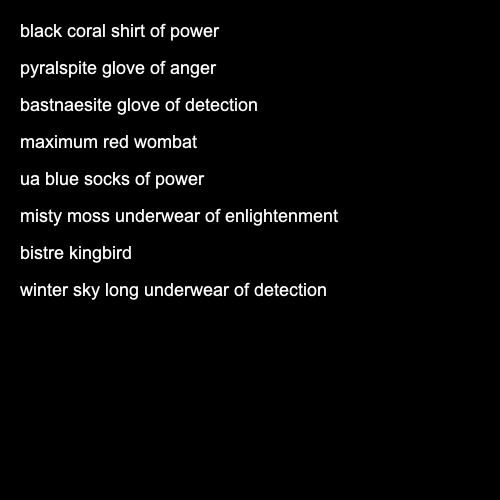 black coral shirt of power
pyralspite glove of anger
bastnaesite glove of detection
maximum red wombat
ua blue socks of power
misty moss underwear of enlightenment
bistre kingbird
winter sky long underwear of detection